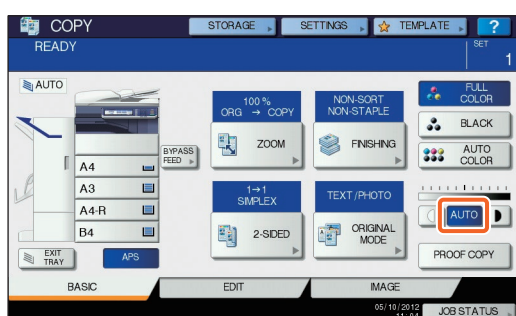 COPY
STORAGE
SETTINGS
TEMPLATE
?
READY
SET
1
AUTO
100 %
ORG → COPY
NON-SORT
NON-STAPLE
FULL
COLOR
ZOOM
FINISHING
BLACK
BYPASS
FEED
AUTO
COLOR
A4
A3
A4-R
B4
1→1
SIMPLEX
TEXT/PHOTO
2-SIDED
ORIGINAL
MODE
AUTO
EXIT
TRAY
APS
PROOF COPY
BASIC
EDIT
IMAGE
05/10/2012
11:04
JOB STATUS